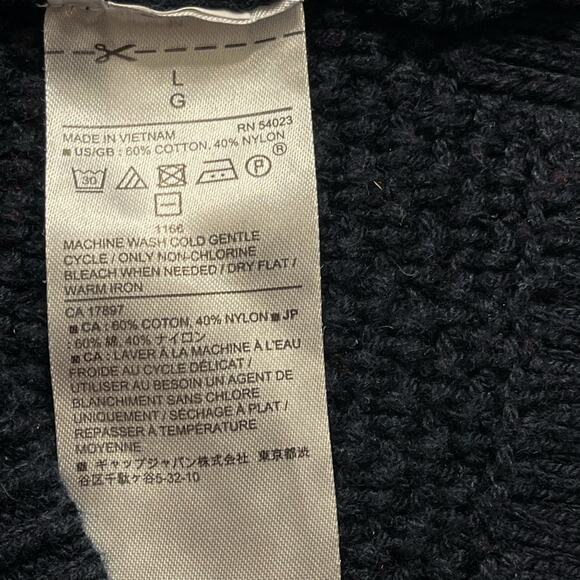 L
G
MADE IN VIETNAM RN 54023
■ US/GB : 60% COTTON, 40% NYLON
30 P ®
1166
MACHINE WASH COLD GENTLE
CYCLE / ONLY NON-CHLORINE
BLEACH WHEN NEEDED / DRY FLAT /
WARM IRON
CA 17897
■ CA : 60% COTON, 40% NYLON ■ JP
: 60% 綿, 40% ナイロン
■ CA : LAVER À LA MACHINE À L'EAU
FROIDE AU CYCLE DÉLICAT /
UTILISER AU BESOIN UN AGENT DE
BLANCHIMENT SANS CHLORE
UNIQUEMENT / SÉCHAGE À PLAT /
REPASSER À TEMPÉRATURE
MOYENNE
■ ギャップジャパン株式会社 東京都渋
谷区千駄ヶ谷5-32-10